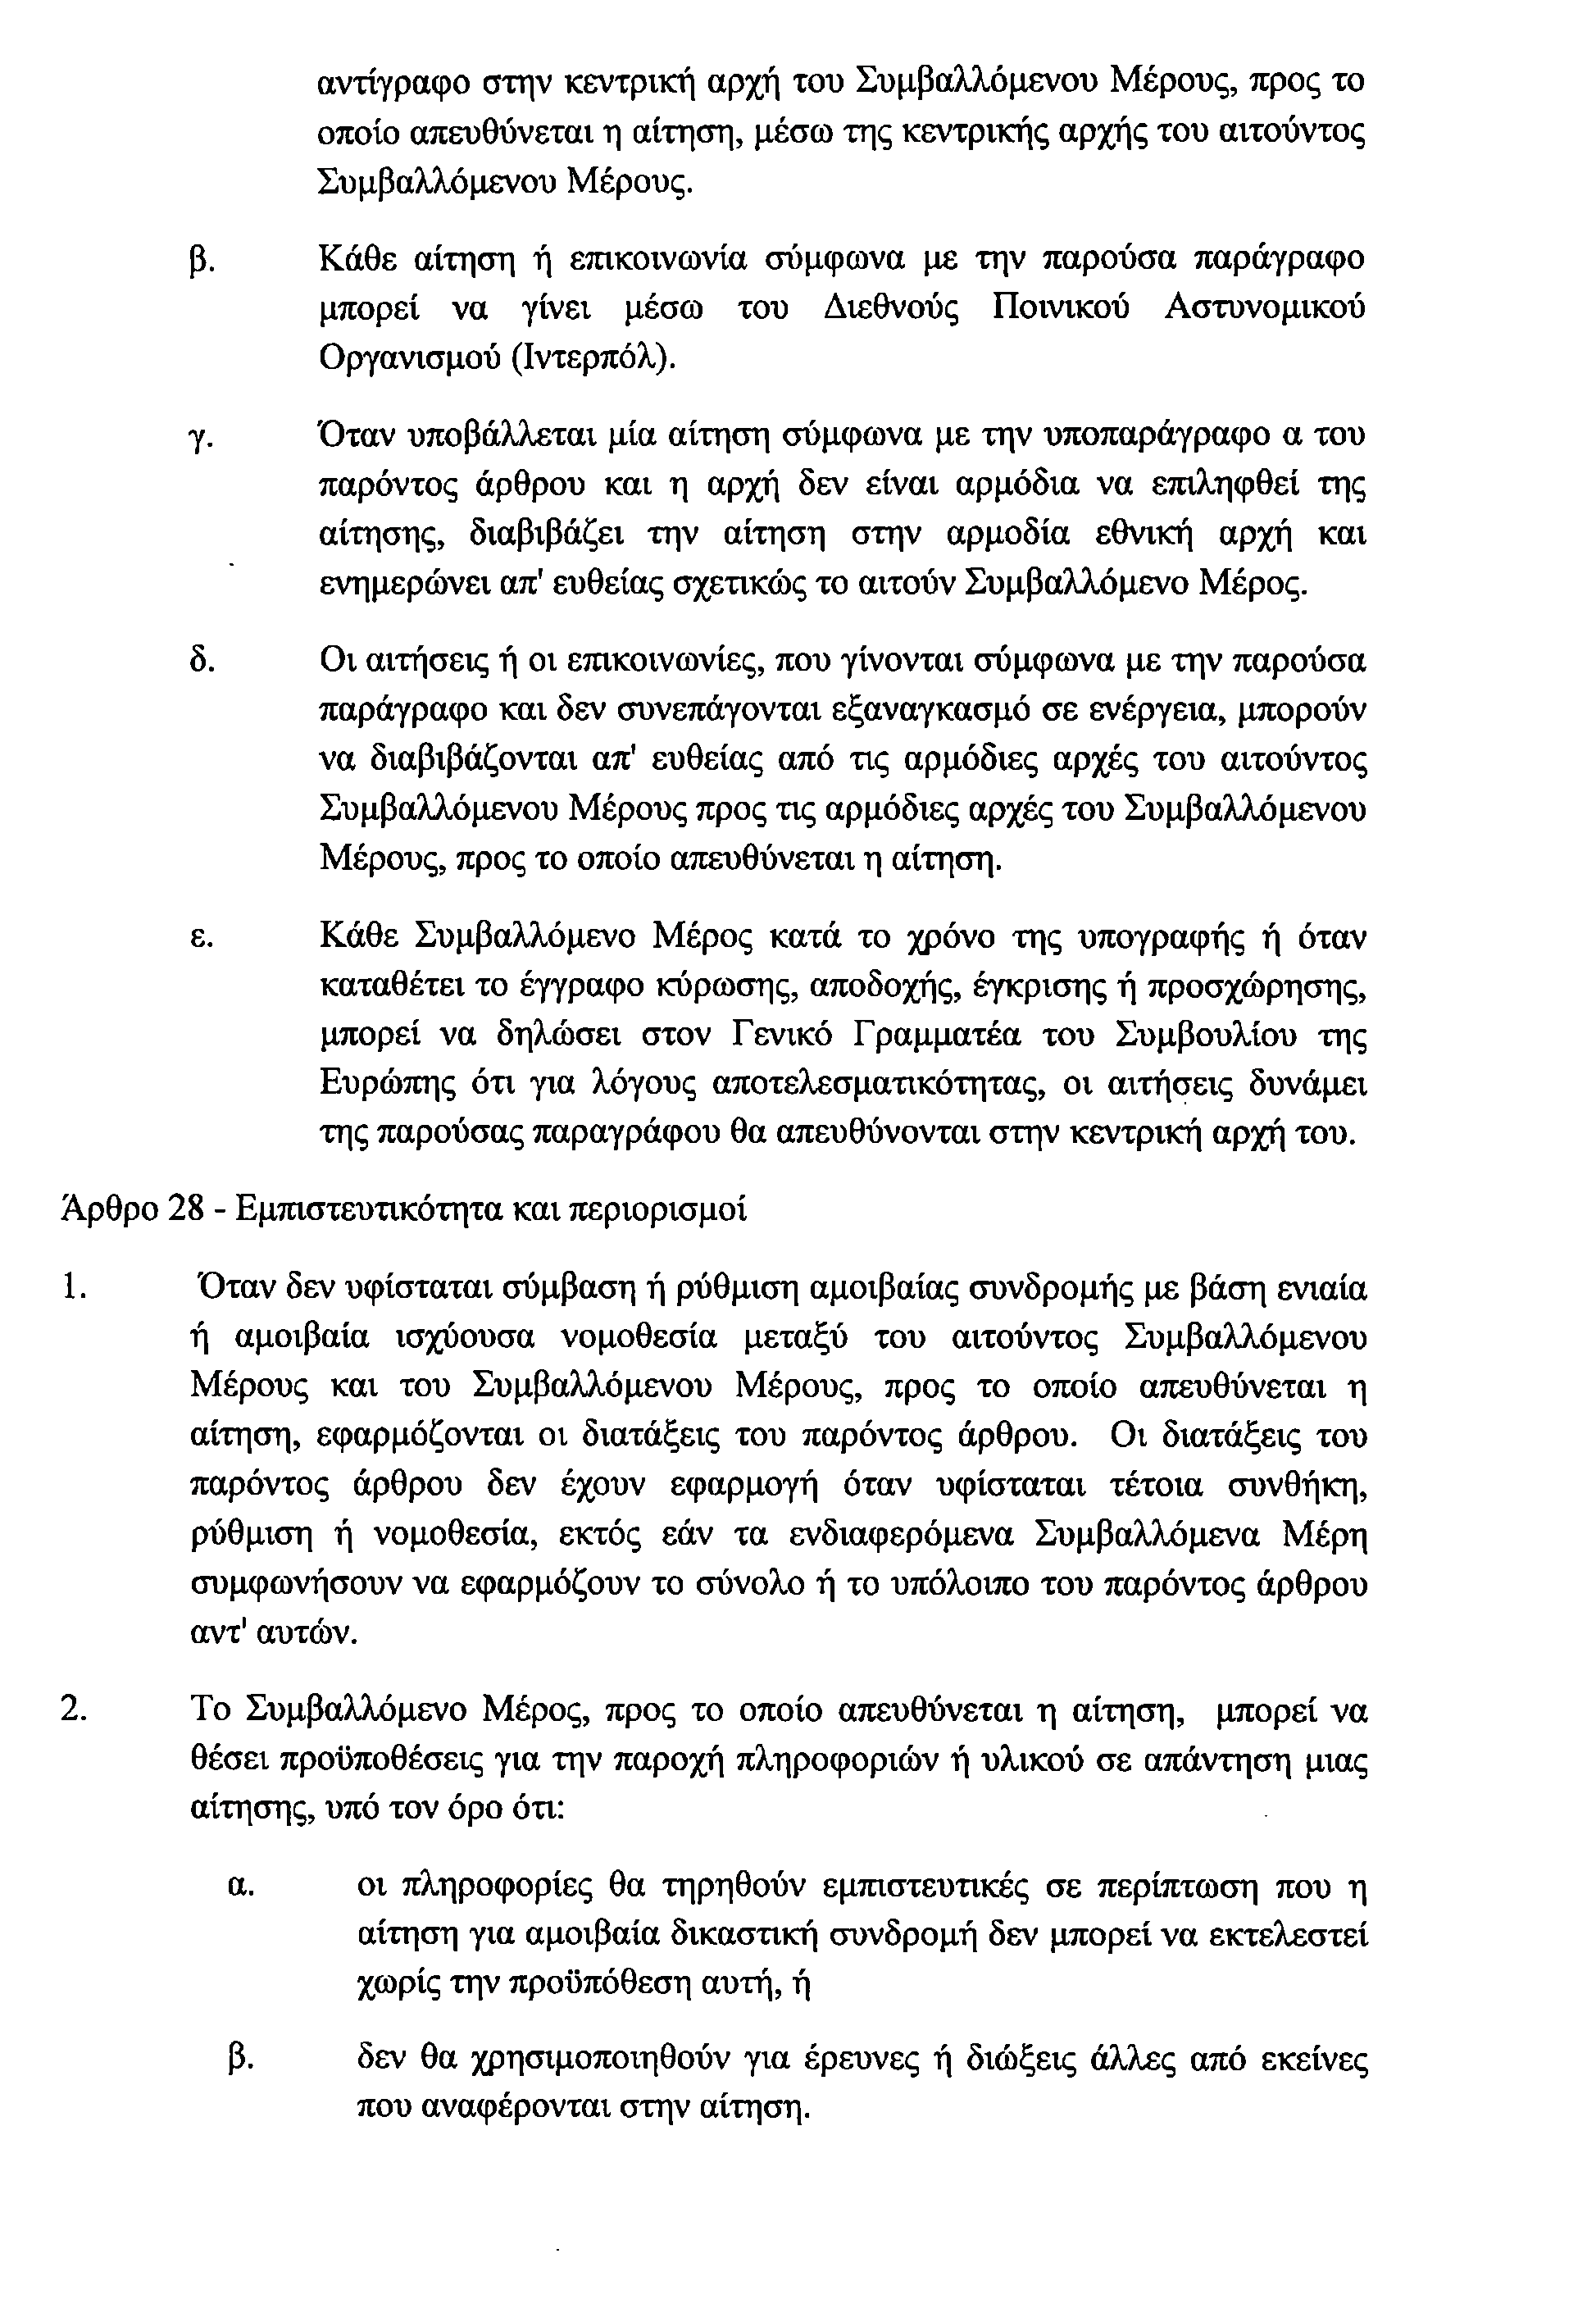 αντίγραφο στην κεντρική αρχή του Συμβαλλόμενου Μέρους, προς το
οποίο απευθύνεται η αίτηση, μέσω της κεντρικής αρχής του αιτούντος
Συμβαλλόμενου Μέρους.
β. Κάθε αίτηση ή επικοινωνία σύμφωνα με την παρούσα παράγραφο
μπορεί να γίνει μέσω του Διεθνούς Ποινικού Αστυνομικού
Οργανισμού (Ιντερπόλ).
γ. Όταν υποβάλλεται μία αίτηση σύμφωνα με την υποπαράγραφο α του
παρόντος άρθρου και η αρχή δεν είναι αρμόδια να επιληφθεί της
αίτησης, διαβιβάζει την αίτηση στην αρμοδία εθνική αρχή και
ενημερώνει απ' ευθείας σχετικώς το αιτούν Συμβαλλόμενο Μέρος.
δ. Οι αιτήσεις ή οι επικοινωνίες, που γίνονται σύμφωνα με την παρούσα
παράγραφο και δεν συνεπάγονται εξαναγκασμό σε ενέργεια, μπορούν
να διαβιβάζονται απ' ευθείας από τις αρμόδιες αρχές του αιτούντος
Συμβαλλόμενου Μέρους προς τις αρμόδιες αρχές του Συμβαλλόμενου
Μέρους, προς το οποίο απευθύνεται η αίτηση.
ε. Κάθε Συμβαλλόμενο Μέρος κατά το χρόνο της υπογραφής ή όταν
καταθέτει το έγγραφο κύρωσης, αποδοχής, έγκρισης ή προσχώρησης,
μπορεί να δηλώσει στον Γενικό Γραμματέα του Συμβουλίου της
Ευρώπης ότι για λόγους αποτελεσματικότητας, οι αιτήσεις δυνάμει
της παρούσας παραγράφου θα απευθύνονται στην κεντρική αρχή του.
Άρθρο 28 - Εμπιστευτικότητα και περιορισμοί
1. Όταν δεν υφίσταται σύμβαση ή ρύθμιση αμοιβαίας συνδρομής με βάση ενιαία
ή αμοιβαία ισχύουσα νομοθεσία μεταξύ του αιτούντος Συμβαλλόμενου
Μέρους και του Συμβαλλόμενου Μέρους, προς το οποίο απευθύνεται η
αίτηση, εφαρμόζονται οι διατάξεις του παρόντος άρθρου. Οι διατάξεις του
παρόντος άρθρου δεν έχουν εφαρμογή όταν υφίσταται τέτοια συνθήκη,
ρύθμιση ή νομοθεσία, εκτός εάν τα ενδιαφερόμενα Συμβαλλόμενα Μέρη
συμφωνήσουν να εφαρμόζουν το σύνολο ή το υπόλοιπο του παρόντος άρθρου
αντ' αυτών.
2. Το Συμβαλλόμενο Μέρος, προς το οποίο απευθύνεται η αίτηση, μπορεί να
θέσει προϋποθέσεις για την παροχή πληροφοριών ή υλικού σε απάντηση μιας
αίτησης, υπό τον όρο ότι:
α. οι πληροφορίες θα τηρηθούν εμπιστευτικές σε περίπτωση που η
αίτηση για αμοιβαία δικαστική συνδρομή δεν μπορεί να εκτελεστεί
χωρίς την προϋπόθεση αυτή, ή
β. δεν θα χρησιμοποιηθούν για έρευνες ή διώξεις άλλες από εκείνες
που αναφέρονται στην αίτηση.